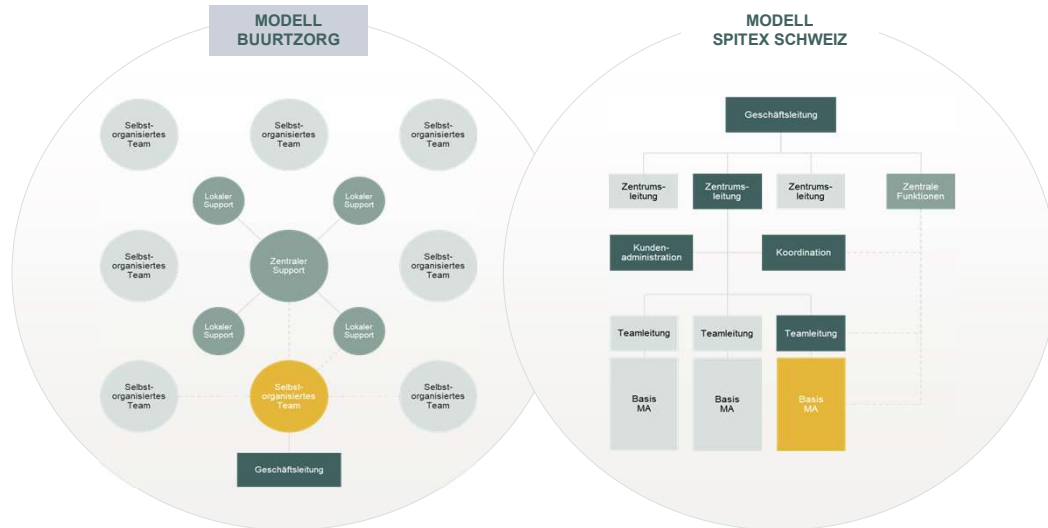 MODELL
BUURTZORG
Selbst-
organisiertes
Team
Selbst-
organisiertes
Team
Selbst-
organisiertes
Team
Lokaler
Support
Lokaler
Support
Selbst-
organisiertes
Team
Zentraler
Support
Selbst-
organisiertes
Team
Lokaler
Support
Lokaler
Support
Selbst-
organisiertes
Team
Selbst-
organisiertes
Team
Selbst-
organisiertes
Team
Geschäftsleitung
MODELL
SPITEX SCHWEIZ
Geschäftsleitung
Zentrums-
leitung
Zentrums-
leitung
Zentrums-
leitung
Zentrale
Funktionen
Kunden-
administration
Koordination
Teamleitung
Teamleitung
Teamleitung
Basis
MA
Basis
MA
Basis
MA